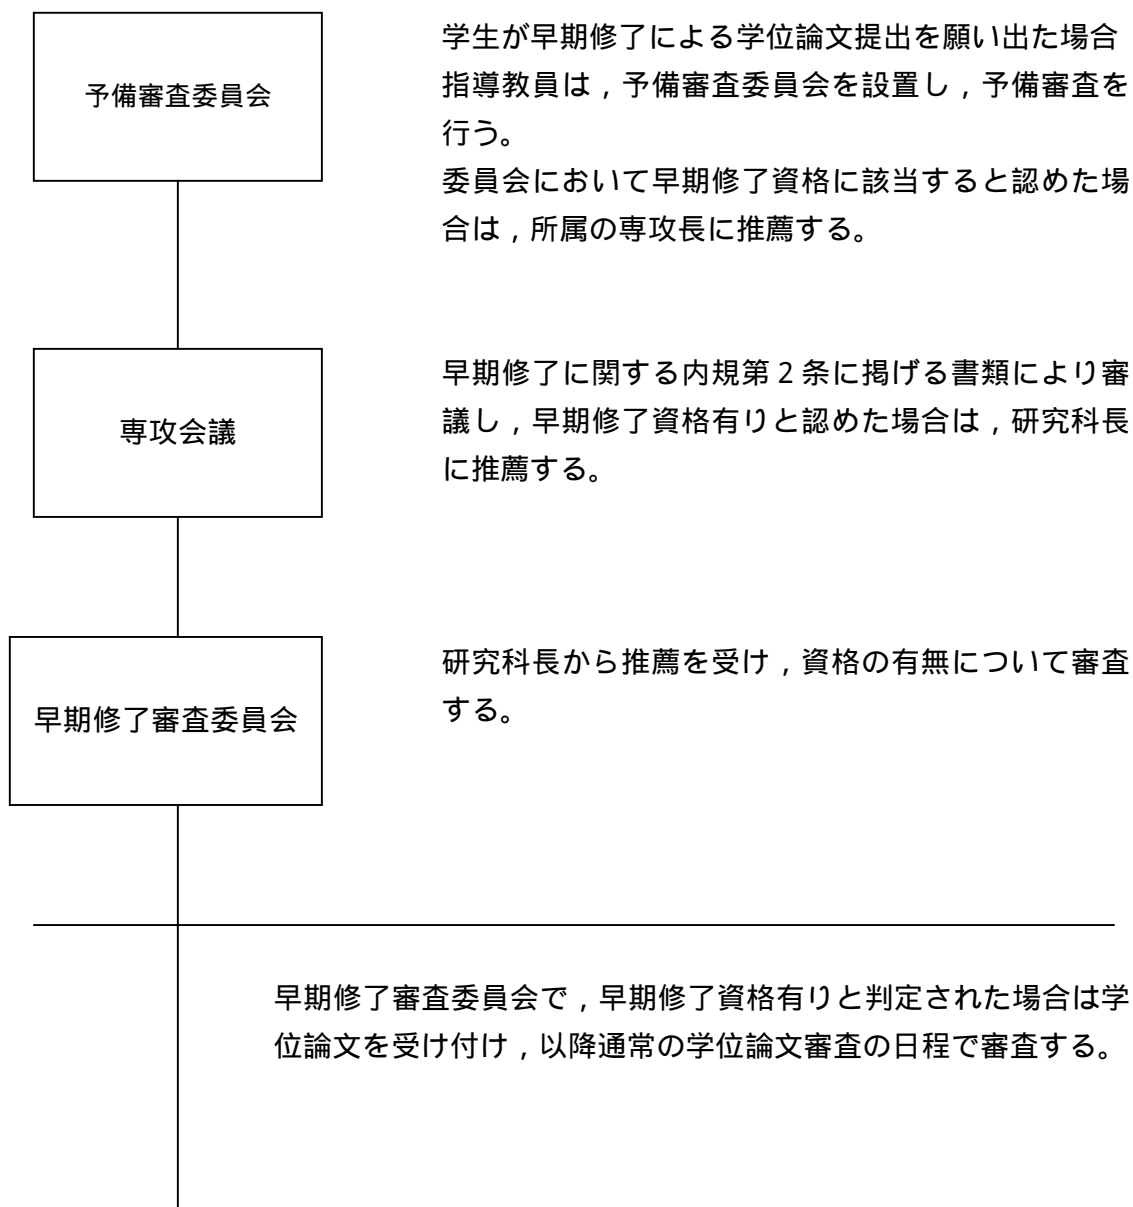 予備審査委員会
学生が早期修了による学位論文提出を願い出た場合
指導教員は，予備審査委員会を設置し，予備審査を
行う。
委員会において早期修了資格に該当すると認めた場
合は，所属の専攻長に推薦する。
専攻会議
早期修了に関する内規第２条に掲げる書類により審
議し，早期修了資格有りと認めた場合は，研究科長
に推薦する。
早期修了審査委員会
研究科長から推薦を受け，資格の有無について審査
する。
早期修了審査委員会で，早期修了資格有りと判定された場合は学
位論文を受け付け，以降通常の学位論文審査の日程で審査する。